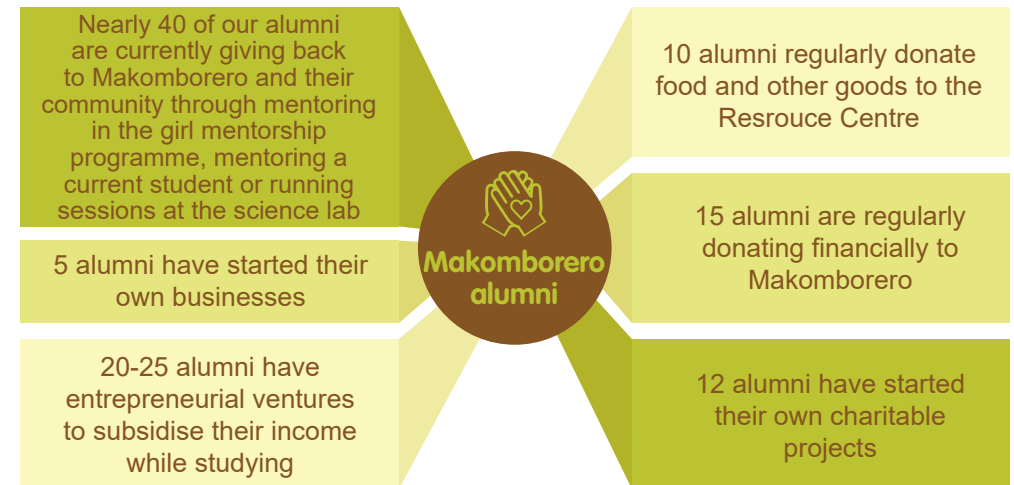 Nearly 40 of our alumni
are currently giving back
to Makomborero and their
community through mentoring
in the girl mentorship
programme, mentoring a
current student or running
sessions at the science lab
5 alumni have started their
own businesses
20-25 alumni have
entrepreneurial ventures
to subsidise their income
while studying
Makomborero
alumni
10 alumni regularly donate
food and other goods to the
Resrouce Centre
15 alumni are regularly
donating financially to
Makomborero
12 alumni have started
their own charitable
projects